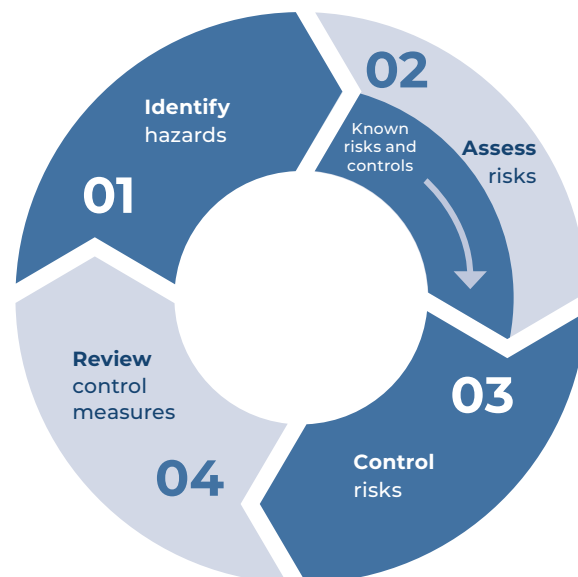 01
Identify
hazards
02
Assess
risks
Known
risks and
controls
03
Control
risks
04
Review
control
measures